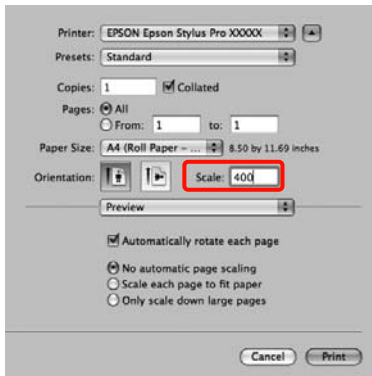 Printer: EPSON Epson Stylus Pro XXXXX
Presets: Standard
Copies: 1 Collated
Pages: All
From: 1 to: 1
Paper Size: A4 (Roll Paper – ... 8.50 by 11.69 inches
Orientation: Scale: 400
Preview
Automatically rotate each page
No automatic page scaling
Scale each page to fit paper
Only scale down large pages
Cancel Print